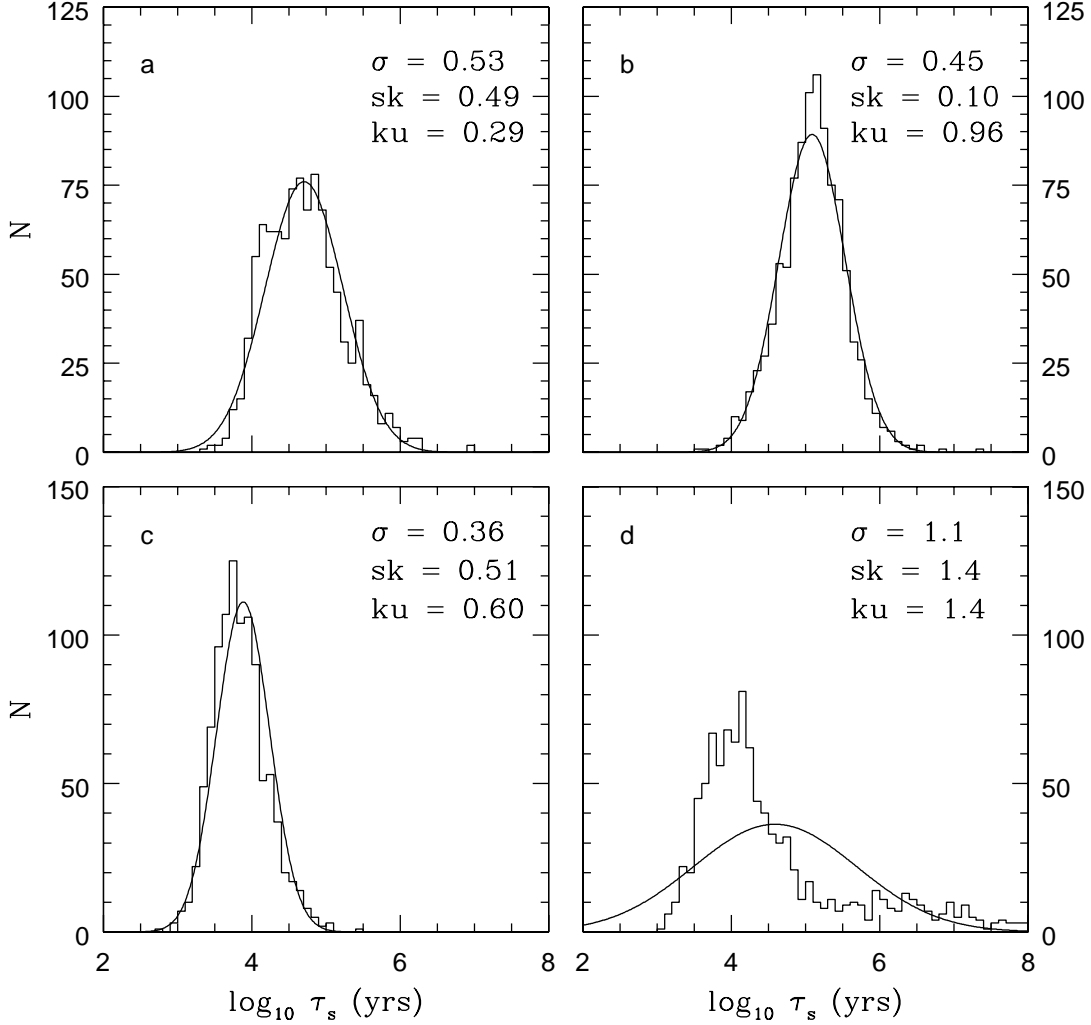 125
100
75
50
25
0
N
a
σ = 0.53
sk = 0.49
ku = 0.29
b
σ = 0.45
sk = 0.10
ku = 0.96
125
100
75
50
25
0
150
100
50
0
N
c
σ = 0.36
sk = 0.51
ku = 0.60
d
σ = 1.1
sk = 1.4
ku = 1.4
150
100
50
0
2 4 6 8
2 4 6 8
log₁₀ τₛ (yrs)
log₁₀ τₛ (yrs)